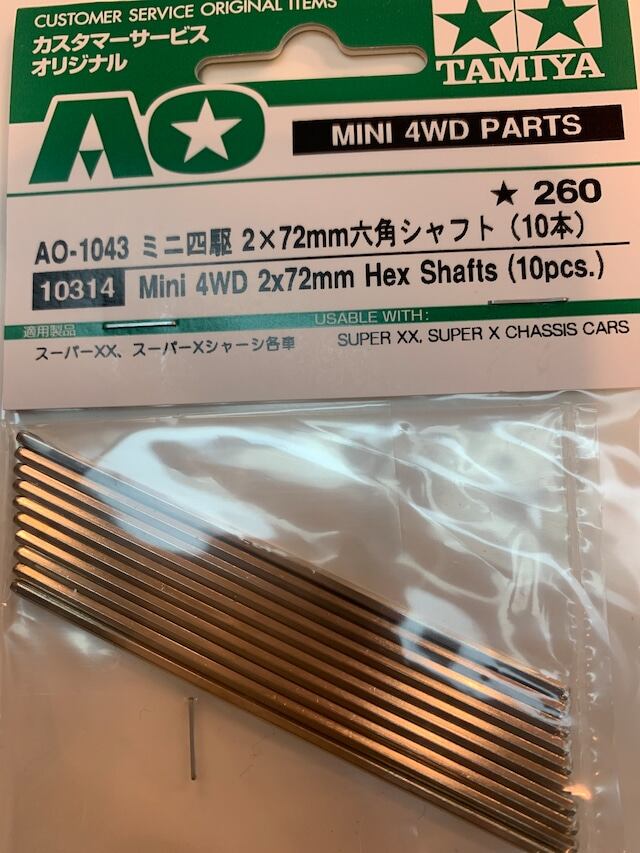 CUSTOMER SERVICE ORIGINAL ITEMS
カスタマーサービス
オリジナル
TAMIYA
AO
MINI 4WD PARTS
★ 260
AO-1043 ミニ四駆 2×72mm六角シャフト（10本）
10314 Mini 4WD 2x72mm Hex Shafts (10pcs.)
適用製品
USABLE WITH:
スーパーXX、スーパーXシャーシ各車
SUPER XX, SUPER X CHASSIS CARS